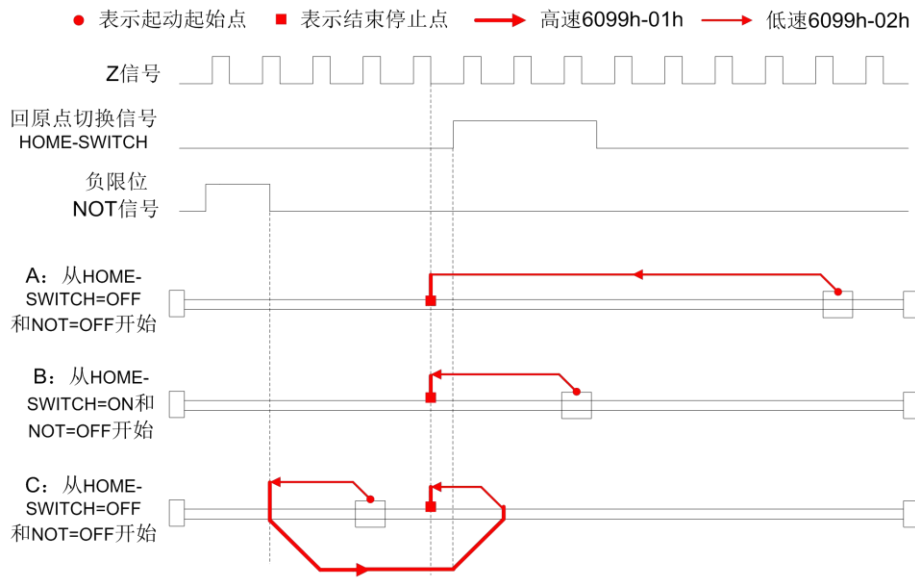 表示起动起始点 表示结束停止点 高速6099h-01h 低速6099h-02h
Z信号
回原点切换信号
HOME-SWITCH
负限位
NOT信号
A：从HOME-
SWITCH=OFF
和NOT=OFF开始
B：从HOME-
SWITCH=ON和
NOT=OFF开始
C：从HOME-
SWITCH=OFF
和NOT=OFF开始